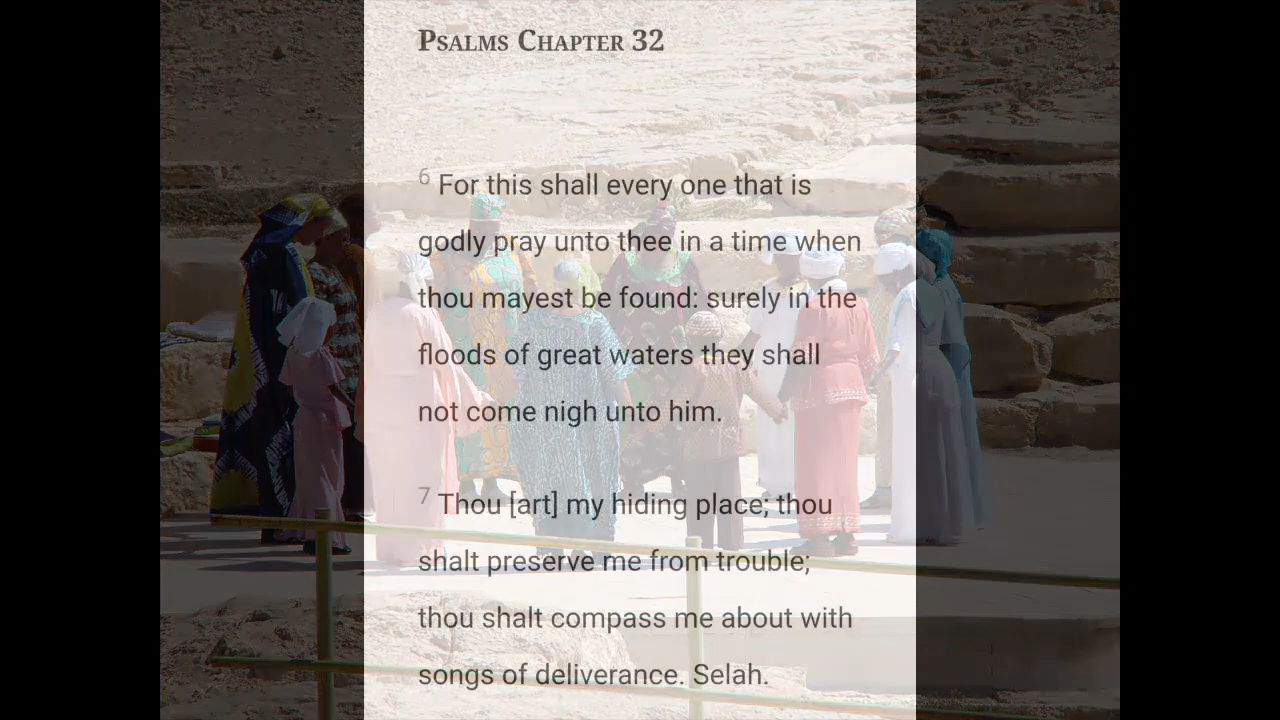 Psalms Chapter 32
6 For this shall every one that is
godly pray unto thee in a time when
thou mayest be found: surely in the
floods of great waters they shall
not come nigh unto him.
7 Thou [art] my hiding place; thou
shalt preserve me from trouble;
thou shalt compass me about with
songs of deliverance. Selah.